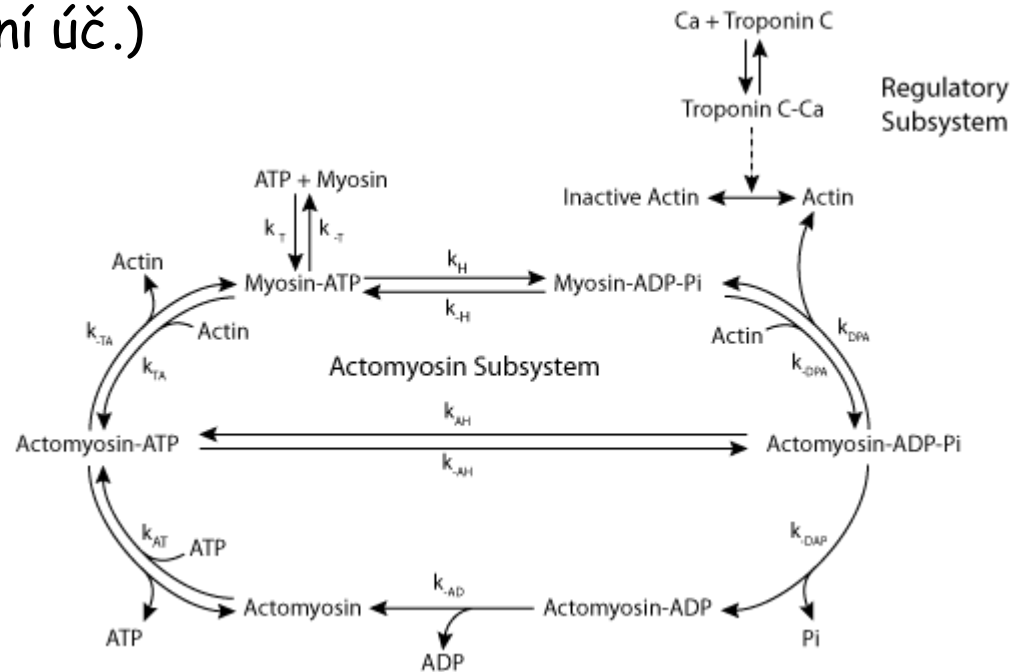 ní úč.)
Ca + Troponin C
Regulatory
Subsystem
Troponin C-Ca
ATP + Myosin
Inactive Actin
Actin
k_T
k_-T
Actin
k_H
Myosin-ATP
Myosin-ADP-Pi
k_-H
k_-TA
Actin
Actin
k_DPA
k_TA
Actomyosin Subsystem
k_-DPA
k_AH
Actomyosin-ATP
Actomyosin-ADP-Pi
k_-AH
k_AT
ATP
k_-DAP
k_-AD
Actomyosin
Actomyosin-ADP
ATP
ADP
Pi